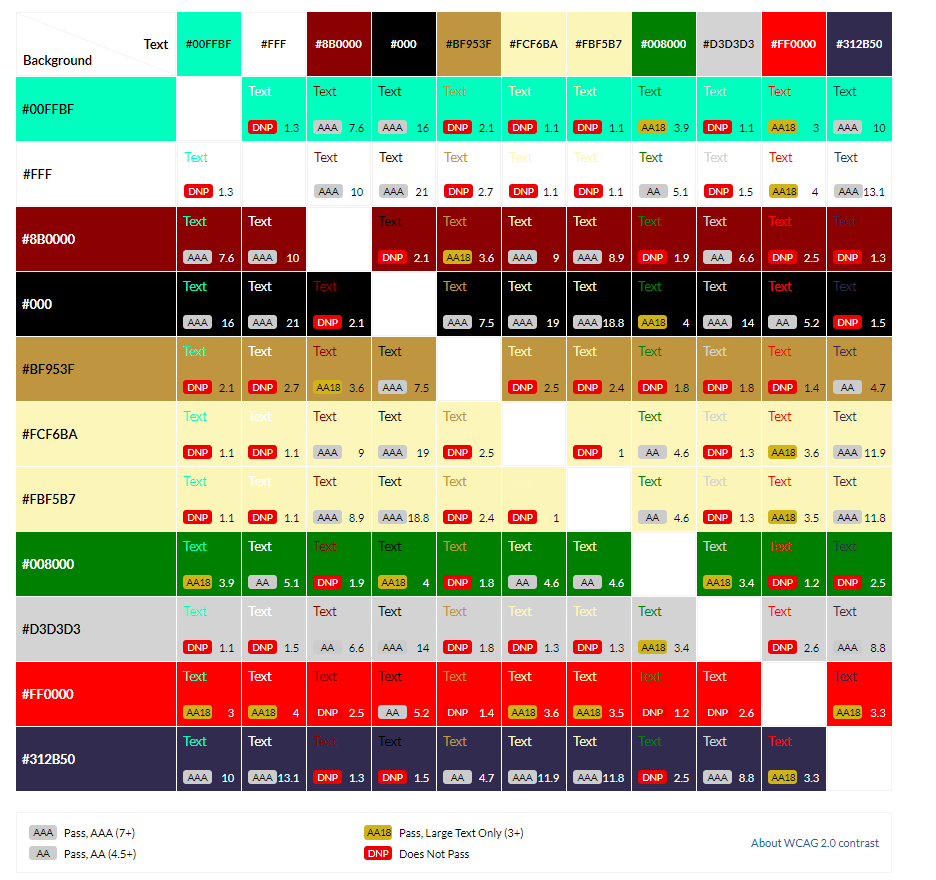 Text #00FFBF #FFF #8B0000 #000 #BF953F #FCF6BA #FBF5B7 #008000 #D3D3D3 #FF0000 #312B50
Background
Text Text Text Text Text Text Text Text Text Text
#00FFBF
DNP 1.3 AAA 7.6 AAA 16 DNP 2.1 DNP 1.1 DNP 1.1 AA18 3.9 DNP 1.1 AA18 3 AAA 10
Text Text Text Text Text Text Text Text Text Text
#FFF
DNP 1.3 AAA 10 AAA 21 DNP 2.7 DNP 1.1 DNP 1.1 AA 5.1 DNP 1.5 AA18 4 AAA 13.1
Text Text Text Text Text Text Text Text Text Text
#8B0000
AAA 7.6 AAA 10 DNP 2.1 AA18 3.6 AAA 9 AAA 8.9 DNP 1.9 AA 6.6 DNP 2.5 DNP 1.3
Text Text Text Text Text Text Text Text Text Text
#000
AAA 16 AAA 21 DNP 2.1 AAA 7.5 AAA 19 AAA 18.8 AA18 4 AAA 14 AA 5.2 DNP 1.5
Text Text Text Text Text Text Text Text Text Text
#BF953F
DNP 2.1 DNP 2.7 AA18 3.6 AAA 7.5 DNP 2.5 DNP 2.4 DNP 1.8 DNP 1.8 DNP 1.4 AA 4.7
Text Text Text Text Text Text Text Text Text
#FCF6BA
DNP 1.1 DNP 1.1 AAA 9 AAA 19 DNP 2.5 DNP 1 AA 4.6 DNP 1.3 AA18 3.6 AAA 11.9
Text Text Text Text Text Text Text Text Text
#FBF5B7
DNP 1.1 DNP 1.1 AAA 8.9 AAA 18.8 DNP 2.4 DNP 1 AA 4.6 DNP 1.3 AA18 3.5 AAA 11.8
Text Text Text Text Text Text Text Text Text Text
#008000
AA18 3.9 AA 5.1 DNP 1.9 AA18 4 DNP 1.8 AA 4.6 AA 4.6 AA18 3.4 DNP 1.2 DNP 2.5
Text Text Text Text Text Text Text Text Text Text
#D3D3D3
DNP 1.1 DNP 1.5 AA 6.6 AAA 14 DNP 1.8 DNP 1.3 DNP 1.3 AA18 3.4 DNP 2.6 AAA 8.8
Text Text Text Text Text Text Text Text Text Text
#FF0000
AA18 3 AA18 4 DNP 2.5 AA 5.2 DNP 1.4 AA18 3.6 AA18 3.5 DNP 1.2 DNP 2.6 AA18 3.3
Text Text Text Text Text Text Text Text Text Text
#312B50
AAA 10 AAA 13.1 DNP 1.3 DNP 1.5 AA 4.7 AAA 11.9 AAA 11.8 DNP 2.5 AAA 8.8 AA18 3.3
AAA Pass, AAA (7+) AA18 Pass, Large Text Only (3+)
About WCAG 2.0 contrast
AA Pass, AA (4.5+) DNP Does Not Pass